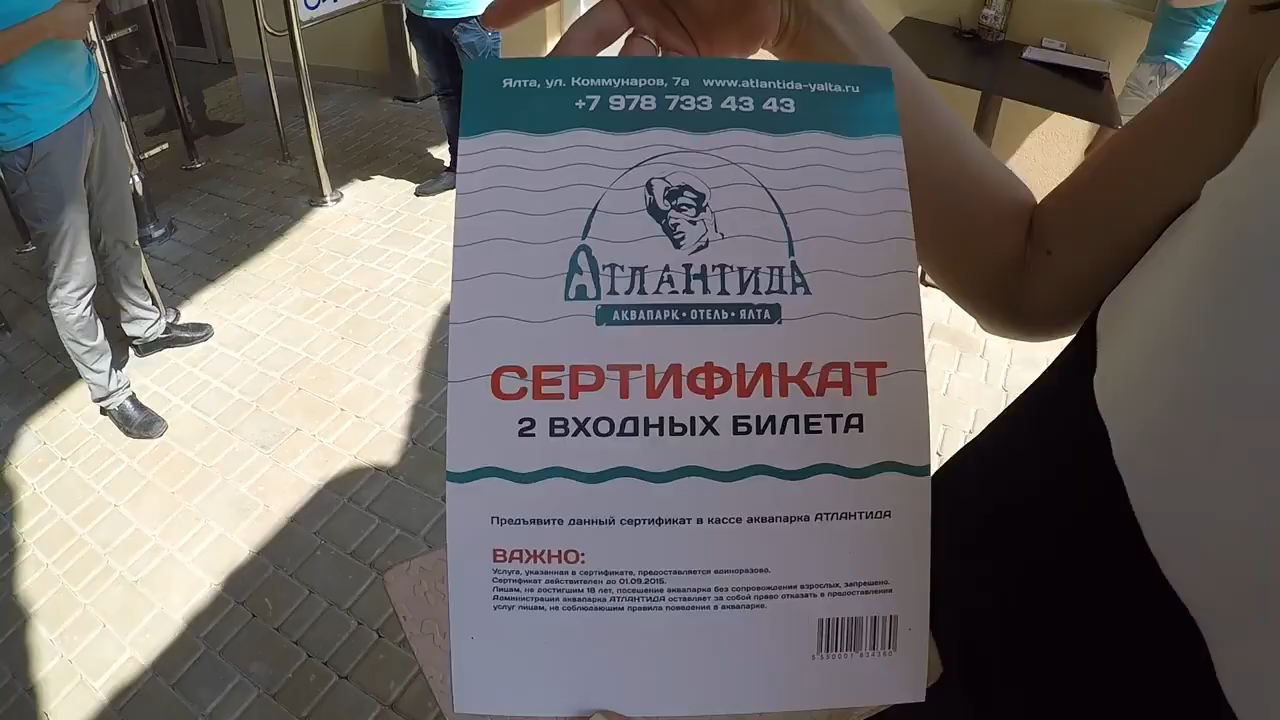 Ялта, ул. Коммунаров, 7а www.atlantida-yalta.ru
+7 978 733 43 43
АТЛАНТИДА
АКВАПАРК • ОТЕЛЬ • ЯЛТА
СЕРТИФИКАТ
2 ВХОДНЫХ БИЛЕТА
Предъявите данный сертификат в кассе аквапарка АТЛАНТИДА
ВАЖНО:
Услуга, указанная в сертификате, предоставляется единоразово.
Сертификат действителен до 01.09.2015.
Лицам, не достигшим 18 лет, посещение аквапарка без сопровождения взрослых, запрещено.
Администрация аквапарка АТЛАНТИДА оставляет за собой право отказать в предоставлении
услуг лицам, не соблюдающим правила поведения в аквапарке.